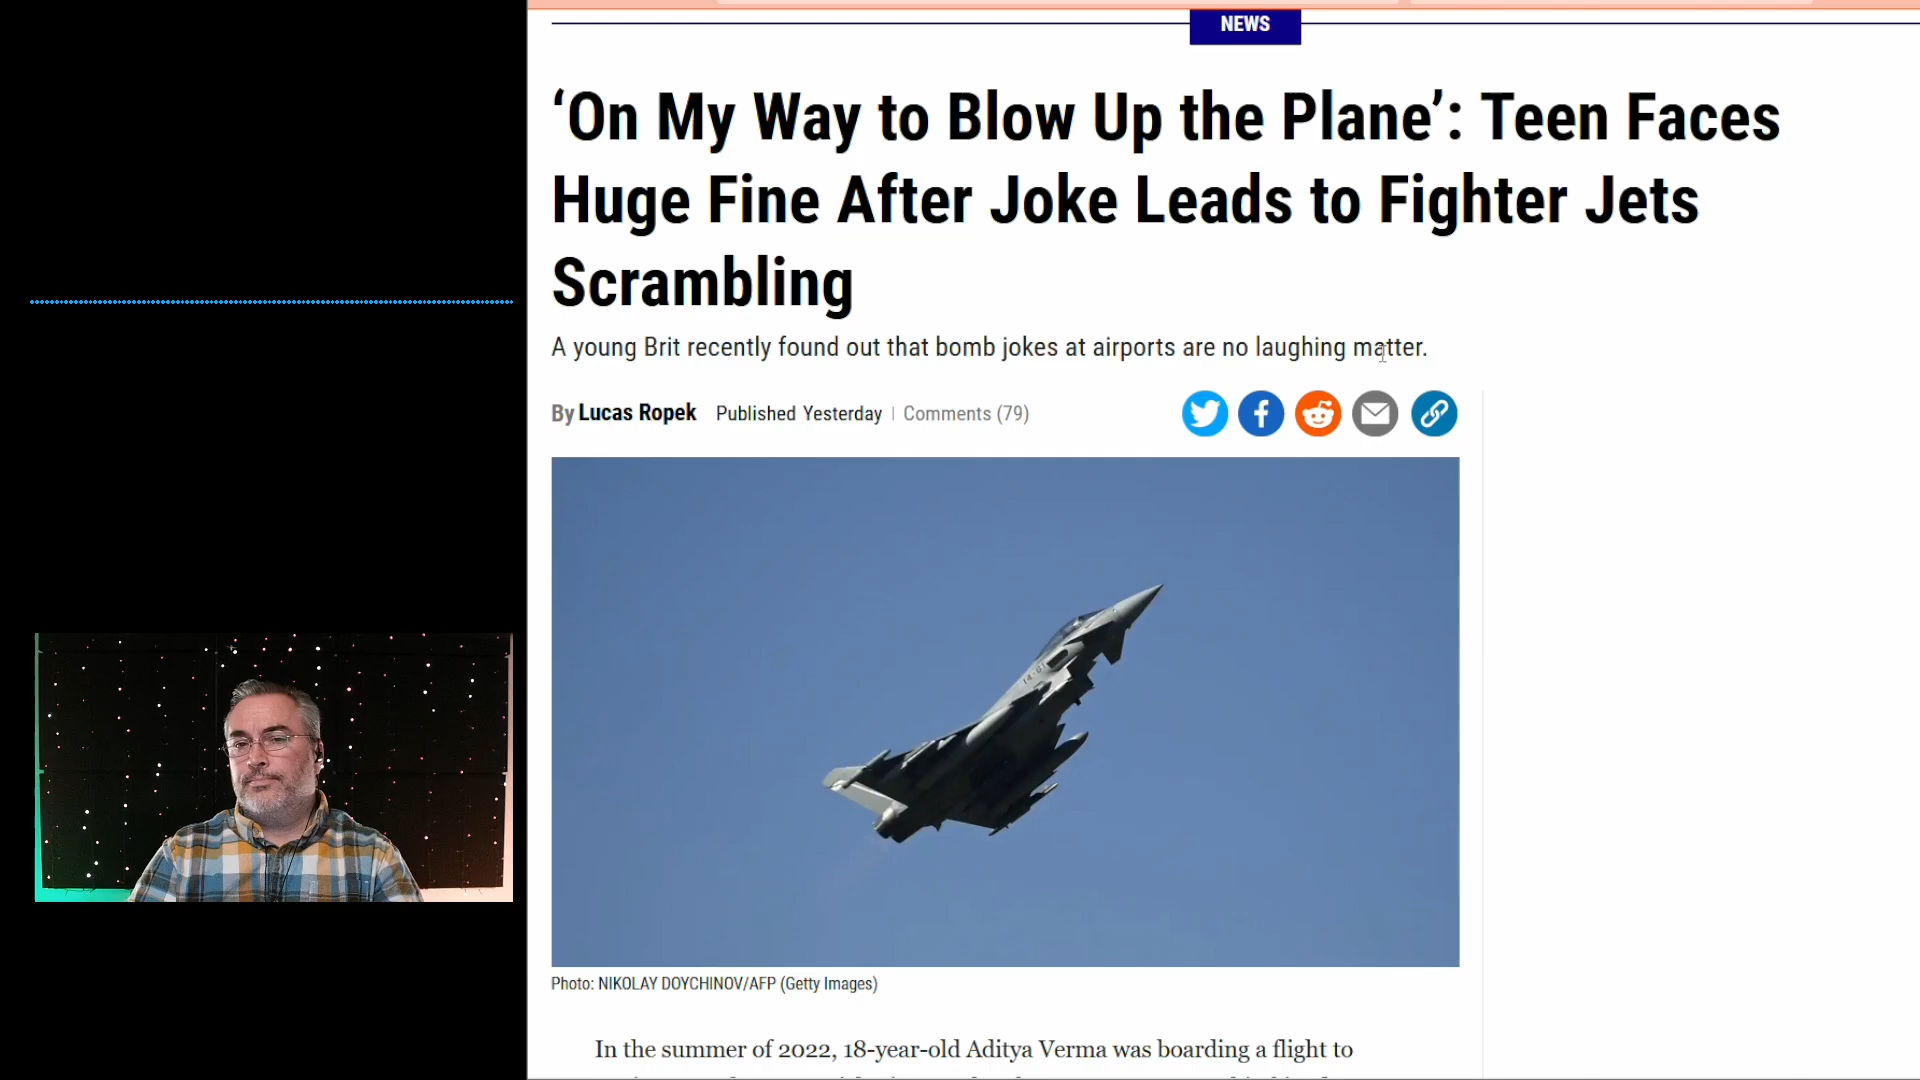 NEWS
‘On My Way to Blow Up the Plane’: Teen Faces
Huge Fine After Joke Leads to Fighter Jets
Scrambling
A young Brit recently found out that bomb jokes at airports are no laughing matter.
By Lucas Ropek Published Yesterday | Comments (79)
14-81
Photo: NIKOLAY DOYCHINOV/AFP (Getty Images)
In the summer of 2022, 18-year-old Aditya Verma was boarding a flight to